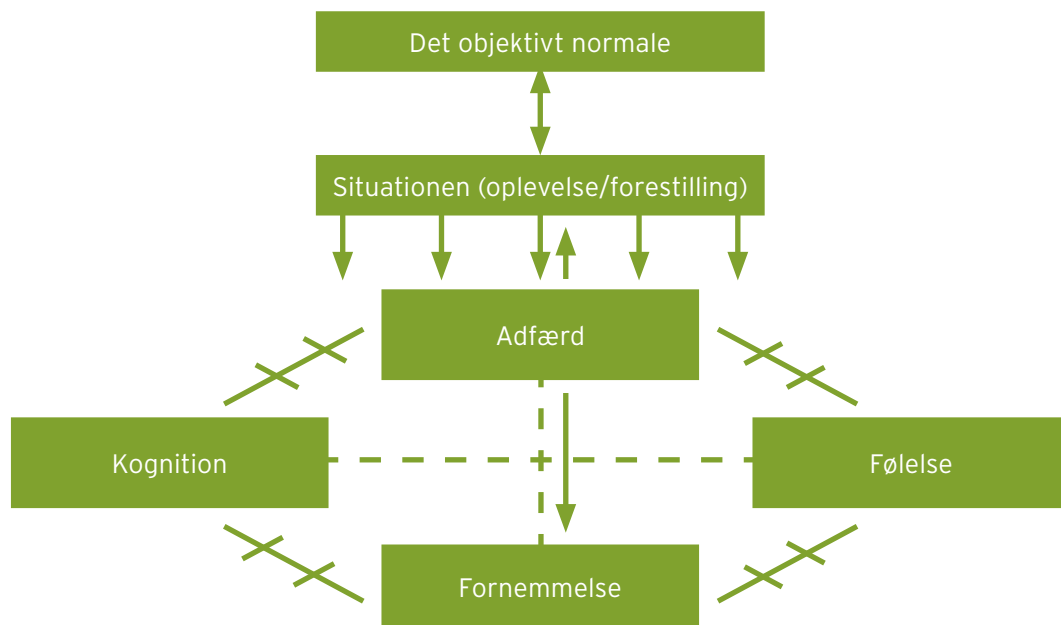 Det objektivt normale
Situationen (oplevelse/forestilling)
Adfærd
Kognition
Følelse
Fornemmelse